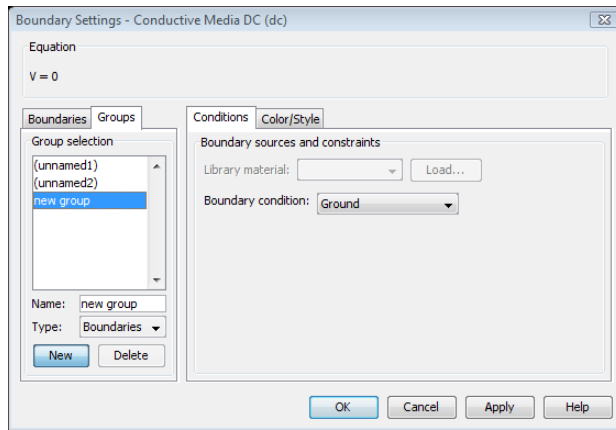 Boundary Settings - Conductive Media DC (dc)
Equation
V = 0
Boundaries Groups
Group selection
(unnamed1)
(unnamed2)
new group
Name: new group
Type: Boundaries
New Delete
Conditions Color/Style
Boundary sources and constraints
Library material: Load...
Boundary condition: Ground
OK Cancel Apply Help